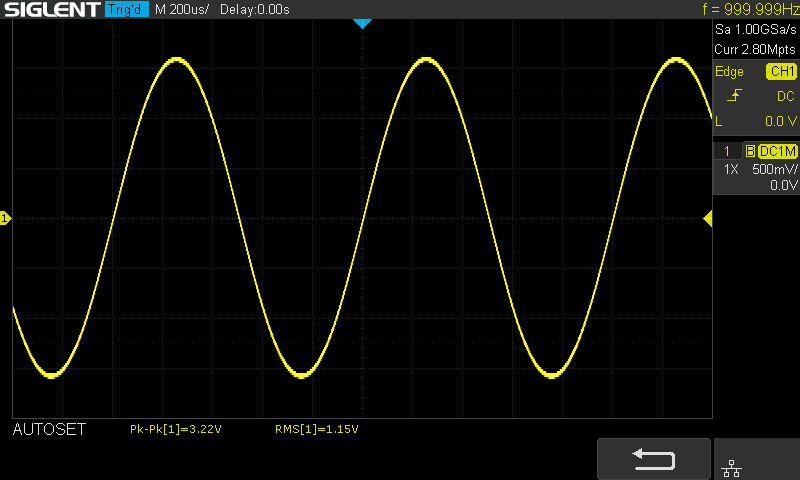 SIGLENT Trig'd M 200us/ Delay:0.00s f = 999.999Hz
Sa 1.00GSa/s
Curr 2.80Mpts
Edge CH1
DC
L 0.0 V
1 B DC1M
1X 500mV/
0.0V
1
AUTOSET Pk-Pk[1]=3.22V RMS[1]=1.15V